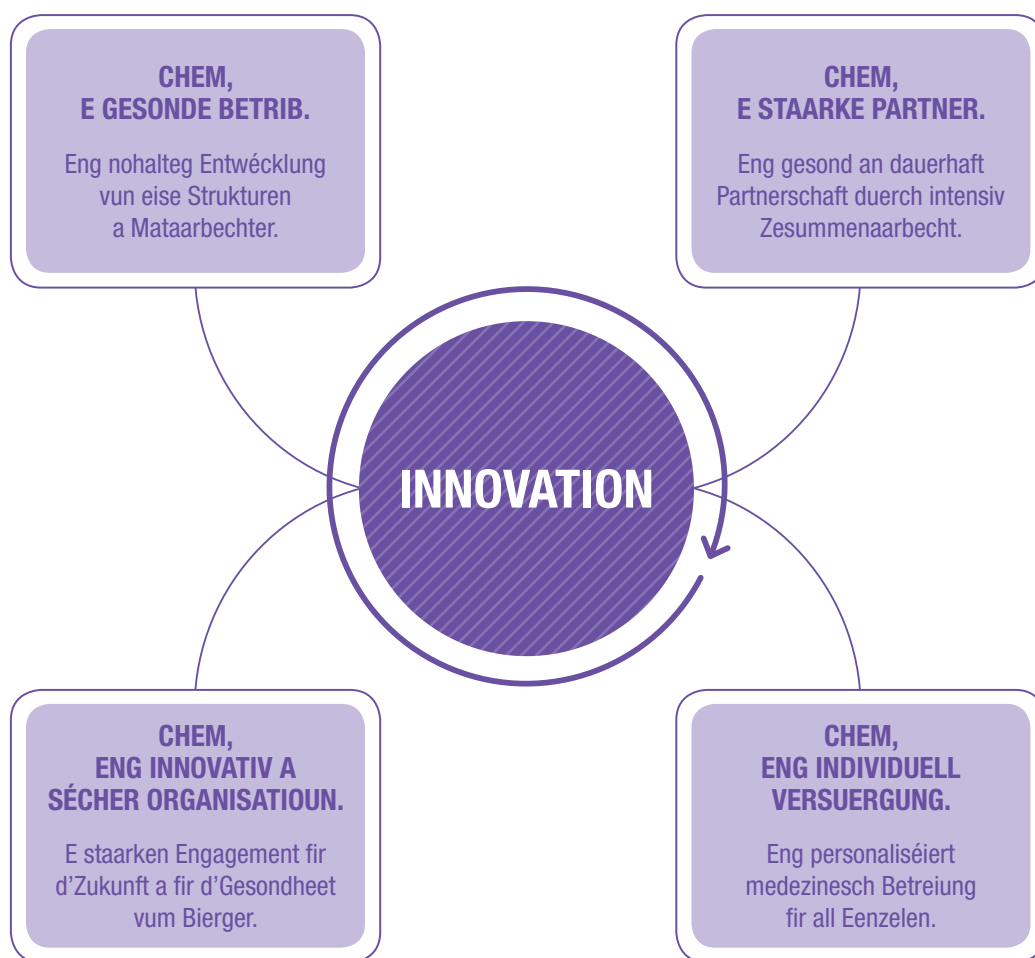 CHEM,
E GESONDE BETRIB.
Eng nohalteg Entwécklung
vun eise Strukturen
a Mataarbechter.
CHEM,
E STAARKE PARTNER.
Eng gesond an dauerhaft
Partnerschaft duerch intensiv
Zesummenaarbecht.
INNOVATION
CHEM,
ENG INNOVATIV A
SÉCHER ORGANISATIOUN.
E staarken Engagement fir
d’Zukunft a fir d’Gesondheet
vum Bierger.
CHEM,
ENG INDIVIDUELL
VERSUERGUNG.
Eng personaliséiert
medezinesch Betreiung
fir all Eenzelen.